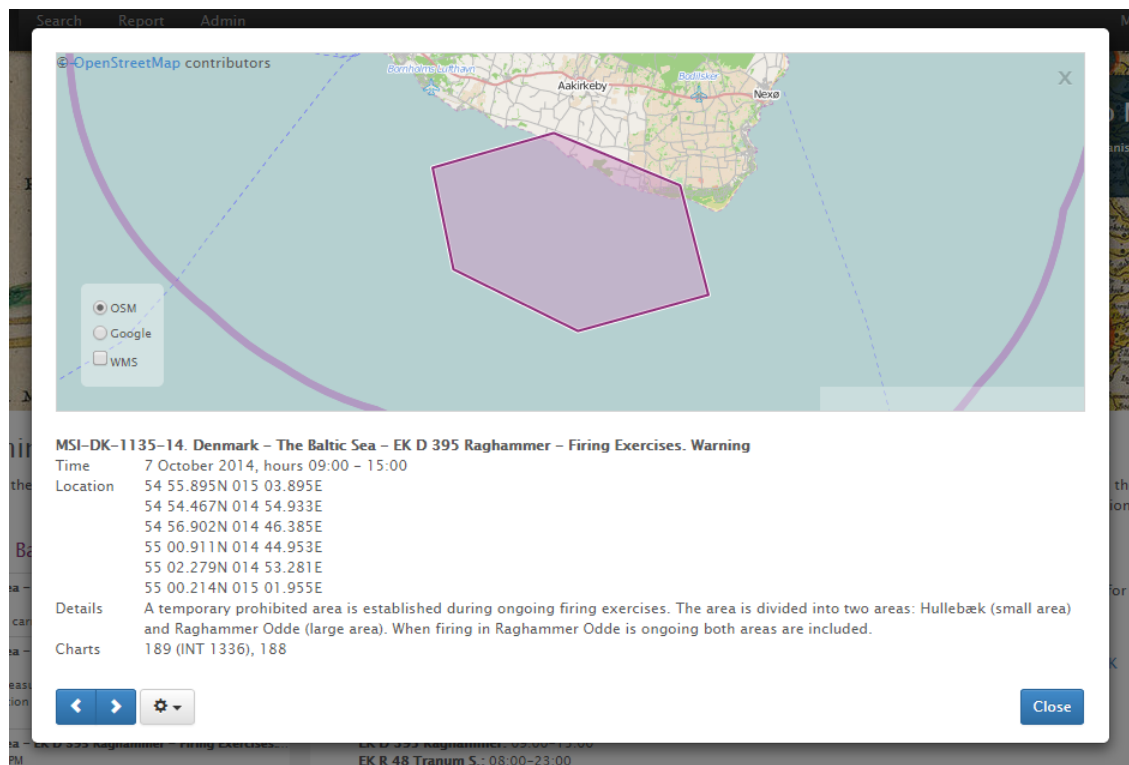 Search Report Admin
© OpenStreetMap contributors
Bornholms Lufthavn
Aakirkeby
Bodilsker
Nexø
X
OSM
Google
WMS
MSI-DK-1135-14. Denmark - The Baltic Sea - EK D 395 Raghammer - Firing Exercises. Warning
Time 7 October 2014, hours 09:00 - 15:00
Location 54 55.895N 015 03.895E
54 54.467N 014 54.933E
54 56.902N 014 46.385E
55 00.911N 014 44.953E
55 02.279N 014 53.281E
55 00.214N 015 01.955E
Details A temporary prohibited area is established during ongoing firing exercises. The area is divided into two areas: Hullebæk (small area)
and Raghammer Odde (large area). When firing in Raghammer Odde is ongoing both areas are included.
Charts 189 (INT 1336), 188
Close
EK D 395 Raghammer - Firing Exercises...
EK D 395 Raghammer: 09:00-15:00
PM
EK R 48 Tranum S.: 08:00-23:00